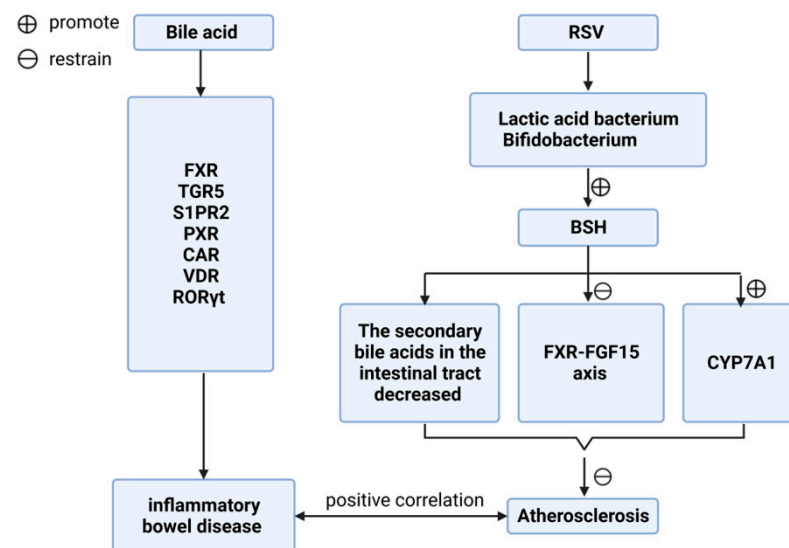 ⊕ promote
⊖ restrain
Bile acid
FXR
TGR5
S1PR2
PXR
CAR
VDR
RORγt
inflammatory
bowel disease
positive correlation
RSV
Lactic acid bacterium
Bifidobacterium
⊕
BSH
⊖
⊕
The secondary
bile acids in the
intestinal tract
decreased
FXR-FGF15
axis
CYP7A1
⊖
Atherosclerosis